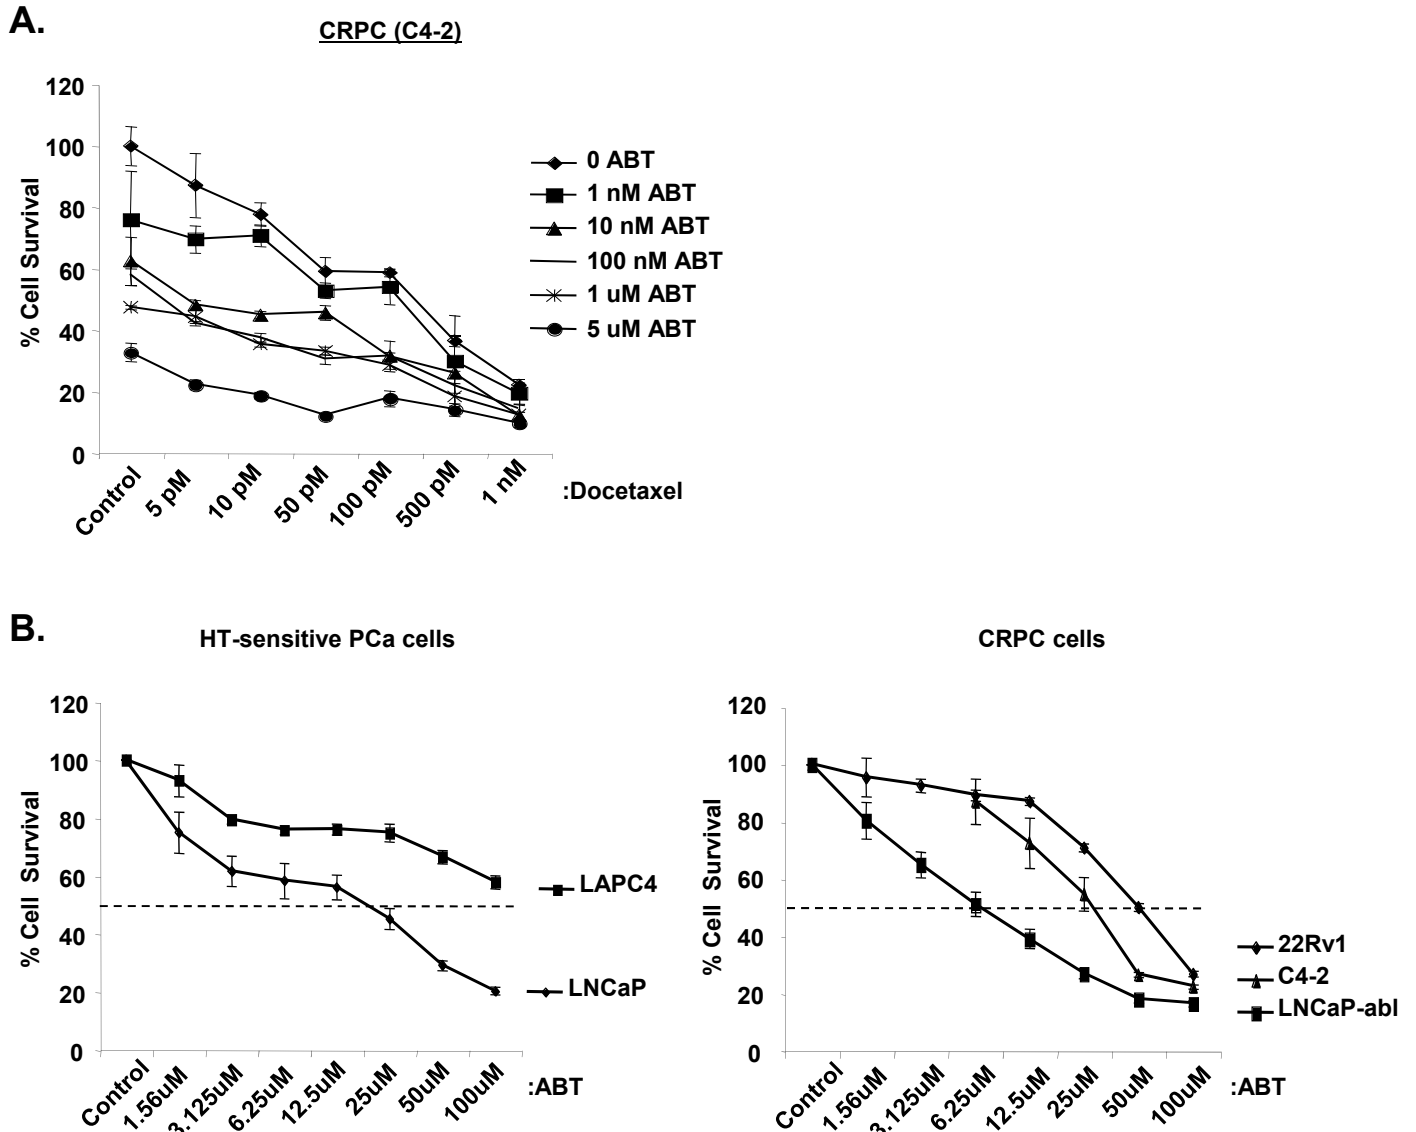 A.
CRPC (C4-2)
120
100
80
60
40
20
0
% Cell Survival
0 ABT
1 nM ABT
10 nM ABT
100 nM ABT
1 uM ABT
5 uM ABT
Control
5 pM
10 pM
50 pM
100 pM
500 pM
1 nM
:Docetaxel
B.
HT-sensitive PCa cells
120
100
80
60
40
20
0
% Cell Survival
LAPC4
LNCaP
Control
1.56uM
3.125uM
6.25uM
12.5uM
25uM
50uM
100uM
:ABT
CRPC cells
120
100
80
60
40
20
0
% Cell Survival
22Rv1
C4-2
LNCaP-abl
Control
1.56uM
3.125uM
6.25uM
12.5uM
25uM
50uM
100uM
:ABT